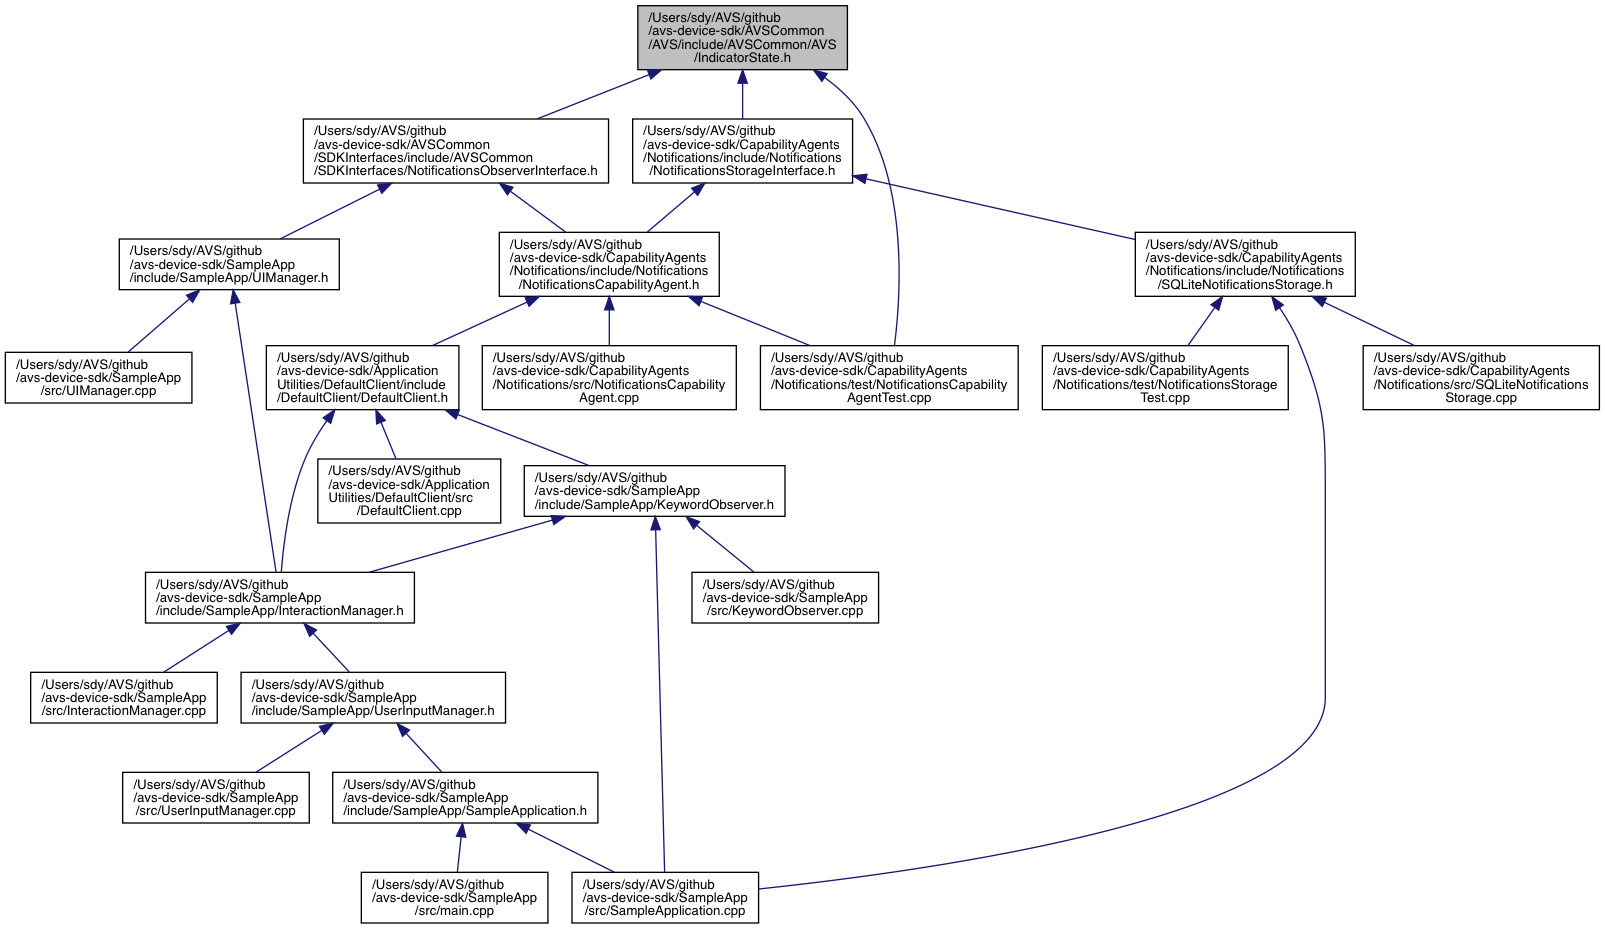 /Users/sdy/AVS/github
/avs-device-sdk/AVSCommon
/AVS/include/AVSCommon/AVS
/IndicatorState.h
/Users/sdy/AVS/github
/avs-device-sdk/AVSCommon
/SDKInterfaces/include/AVSCommon
/SDKInterfaces/NotificationsObserverInterface.h
/Users/sdy/AVS/github
/avs-device-sdk/CapabilityAgents
/Notifications/include/Notifications
/NotificationsStorageInterface.h
/Users/sdy/AVS/github
/avs-device-sdk/SampleApp
/include/SampleApp/UIManager.h
/Users/sdy/AVS/github
/avs-device-sdk/CapabilityAgents
/Notifications/include/Notifications
/NotificationsCapabilityAgent.h
/Users/sdy/AVS/github
/avs-device-sdk/CapabilityAgents
/Notifications/include/Notifications
/SQLiteNotificationsStorage.h
/Users/sdy/AVS/github
/avs-device-sdk/SampleApp
/src/UIManager.cpp
/Users/sdy/AVS/github
/avs-device-sdk/Application
Utilities/DefaultClient/include
/DefaultClient/DefaultClient.h
/Users/sdy/AVS/github
/avs-device-sdk/CapabilityAgents
/Notifications/src/NotificationsCapability
Agent.cpp
/Users/sdy/AVS/github
/avs-device-sdk/CapabilityAgents
/Notifications/test/NotificationsCapability
AgentTest.cpp
/Users/sdy/AVS/github
/avs-device-sdk/CapabilityAgents
/Notifications/test/NotificationsStorage
Test.cpp
/Users/sdy/AVS/github
/avs-device-sdk/CapabilityAgents
/Notifications/src/SQLiteNotifications
Storage.cpp
/Users/sdy/AVS/github
/avs-device-sdk/Application
Utilities/DefaultClient/src
/DefaultClient.cpp
/Users/sdy/AVS/github
/avs-device-sdk/SampleApp
/include/SampleApp/KeywordObserver.h
/Users/sdy/AVS/github
/avs-device-sdk/SampleApp
/include/SampleApp/InteractionManager.h
/Users/sdy/AVS/github
/avs-device-sdk/SampleApp
/src/KeywordObserver.cpp
/Users/sdy/AVS/github
/avs-device-sdk/SampleApp
/src/InteractionManager.cpp
/Users/sdy/AVS/github
/avs-device-sdk/SampleApp
/include/SampleApp/UserInputManager.h
/Users/sdy/AVS/github
/avs-device-sdk/SampleApp
/src/UserInputManager.cpp
/Users/sdy/AVS/github
/avs-device-sdk/SampleApp
/include/SampleApp/SampleApplication.h
/Users/sdy/AVS/github
/avs-device-sdk/SampleApp
/src/main.cpp
/Users/sdy/AVS/github
/avs-device-sdk/SampleApp
/src/SampleApplication.cpp